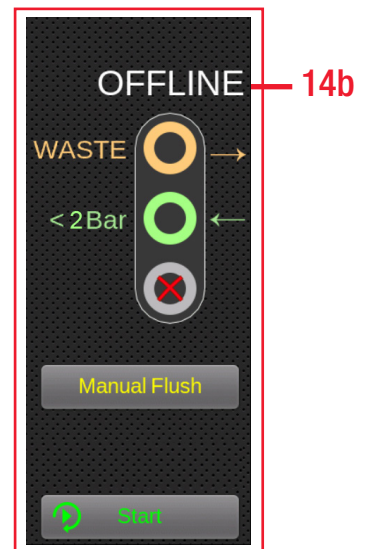 OFFLINE
14b
WASTE →
<2Bar ←
Manual Flush
Start